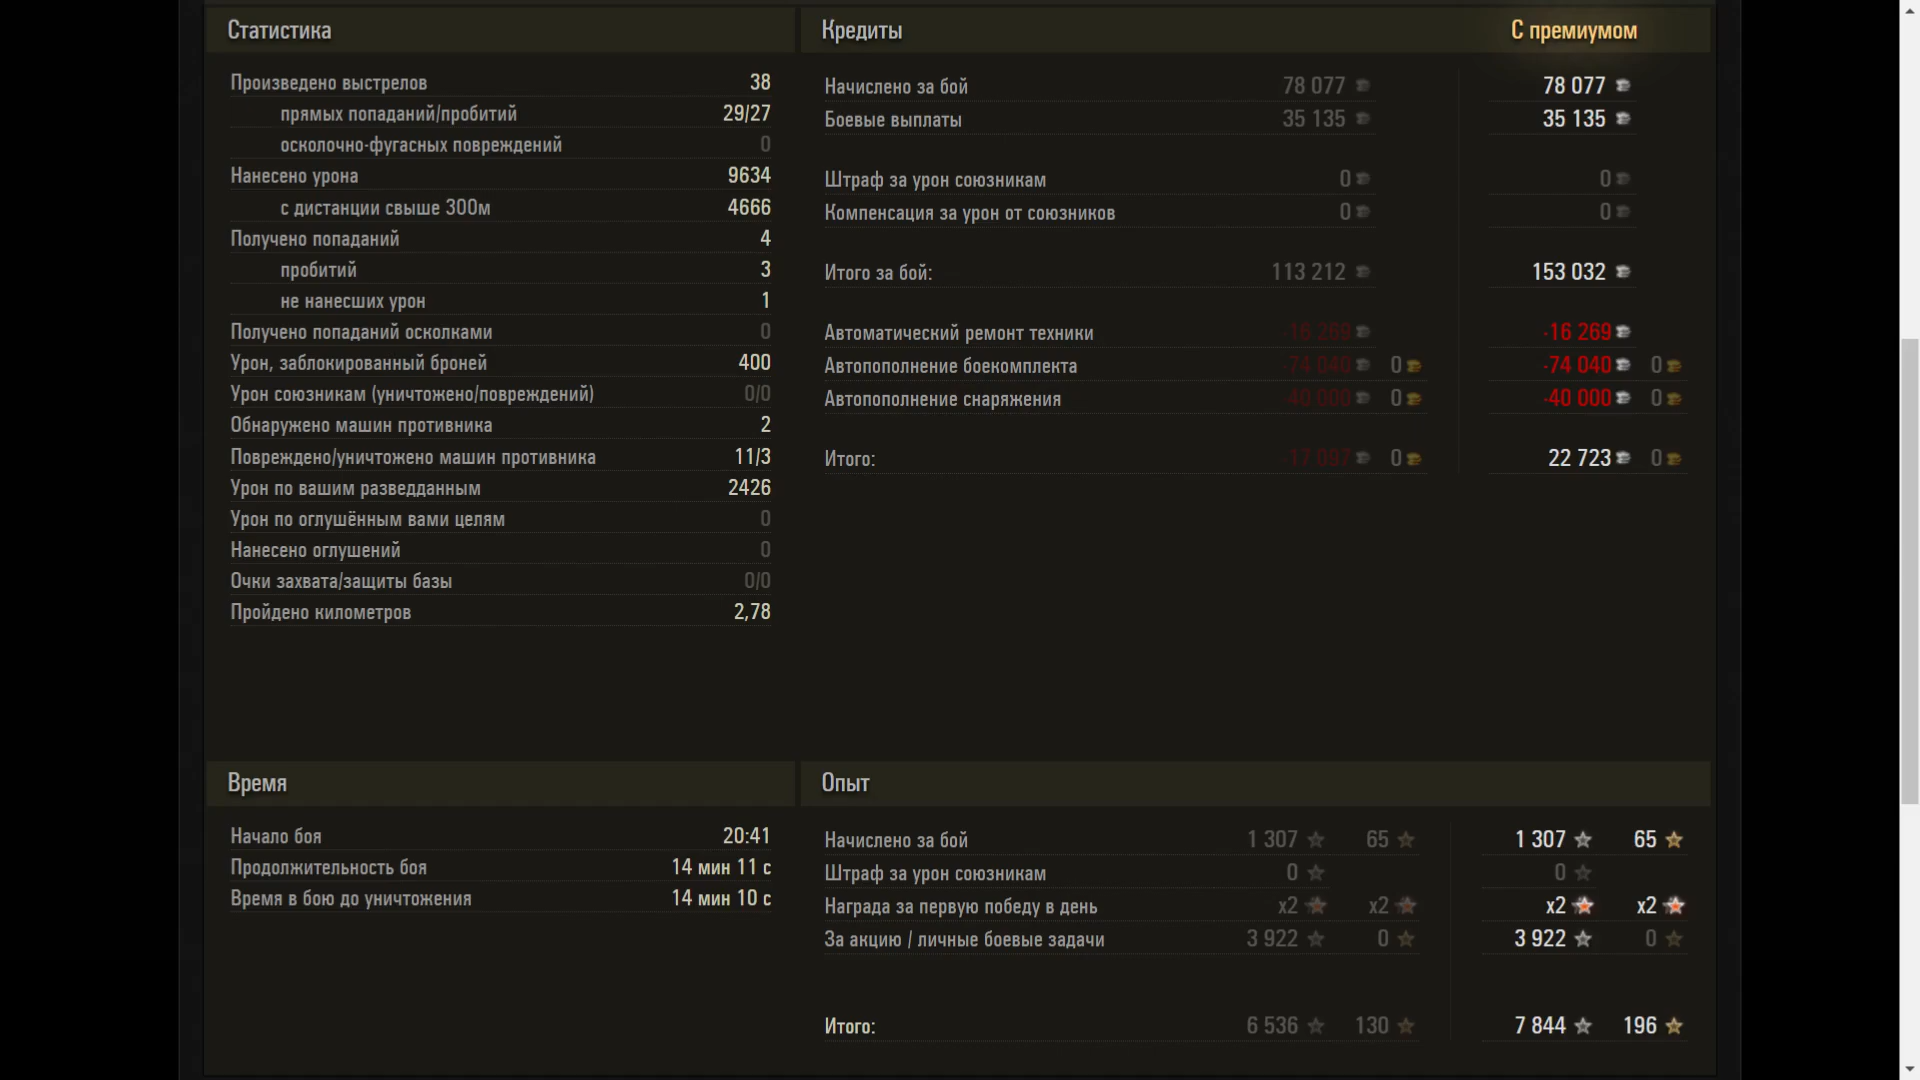 Статистика
Произведено выстрелов 38
прямых попаданий/пробитий 29/27
осколочно-фугасных повреждений 0
Нанесено урона 9634
с дистанции свыше 300м 4666
Получено попаданий 4
пробитий 3
не нанесших урон 1
Получено попаданий осколками 0
Урон, заблокированный броней 400
Урон союзникам (уничтожено/повреждений) 0/0
Обнаружено машин противника 2
Повреждено/уничтожено машин противника 11/3
Урон по вашим разведданным 2426
Урон по оглушённым вами целям 0
Нанесено оглушений 0
Очки захвата/защиты базы 0/0
Пройдено километров 2,78
Кредиты С премиумом
Начислено за бой 78 077 78 077
Боевые выплаты 35 135 35 135
Штраф за урон союзникам 0 0
Компенсация за урон от союзников 0 0
Итого за бой: 113 212 153 032
Автоматический ремонт техники -16 269 -16 269
Автопополнение боекомплекта -74 040 0 -74 040 0
Автопополнение снаряжения -40 000 0 -40 000 0
Итого: -17 097 0 22 723 0
Время
Начало боя 20:41
Продолжительность боя 14 мин 11 с
Время в бою до уничтожения 14 мин 10 с
Опыт
Начислено за бой 1 307 65 1 307 65
Штраф за урон союзникам 0 0
Награда за первую победу в день x2 x2 x2 x2
За акцию / личные боевые задачи 3 922 0 3 922 0
Итого: 6 536 130 7 844 196